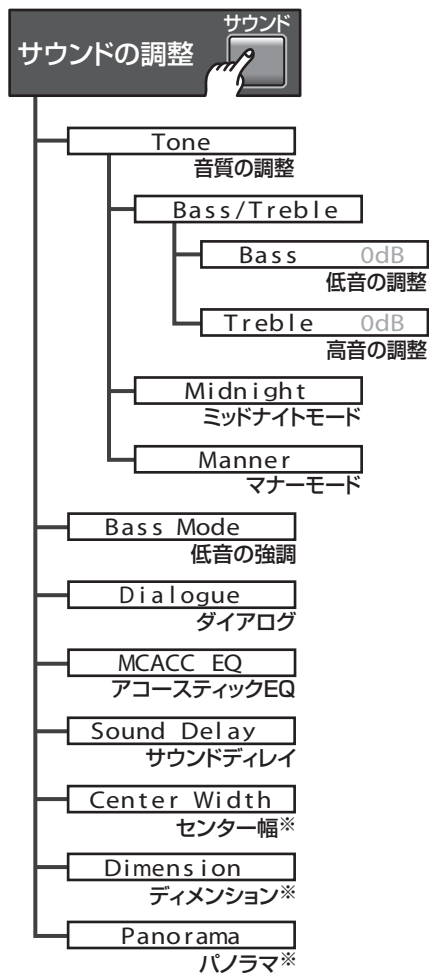 サウンド
サウンドの調整
Tone
音質の調整
Bass/Treble
Bass 0dB
低音の調整
Treble 0dB
高音の調整
Midnight
ミッドナイトモード
Manner
マナーモード
Bass Mode
低音の強調
Dialogue
ダイアログ
MCACC EQ
アコースティックEQ
Sound Delay
サウンドディレイ
Center Width
センター幅※
Dimension
ディメンション※
Panorama
パノラマ※